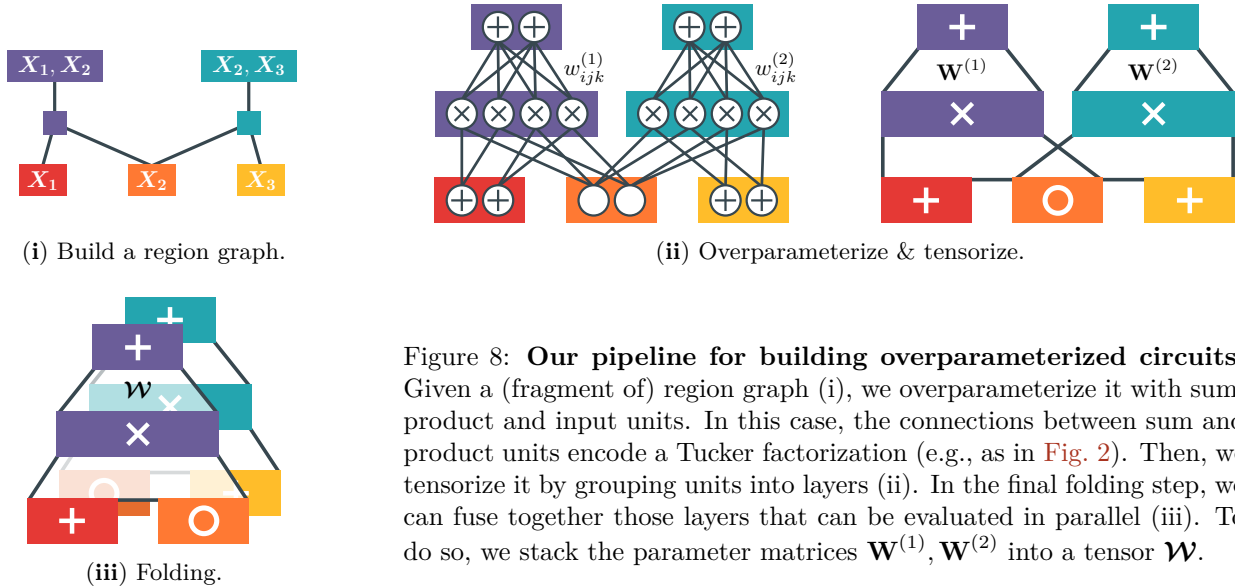 X₁, X₂
X₂, X₃
X₁
X₂
X₃
(i) Build a region graph.
+ +
w⁽¹⁾ᵢⱼₖ
× × × ×
+ +
w⁽²⁾ᵢⱼₖ
× × × ×
+ +
+ +
+
W⁽¹⁾
×
+
W⁽²⁾
×
+
+
(ii) Overparameterize & tensorize.
+
+
𝓦
×
×
+
+
(iii) Folding.
Figure 8: Our pipeline for building overparameterized circuits
Given a (fragment of) region graph (i), we overparameterize it with sum
product and input units. In this case, the connections between sum and
product units encode a Tucker factorization (e.g., as in Fig. 2). Then, we
tensorize it by grouping units into layers (ii). In the final folding step, we
can fuse together those layers that can be evaluated in parallel (iii). To
do so, we stack the parameter matrices W⁽¹⁾, W⁽²⁾ into a tensor 𝓦.